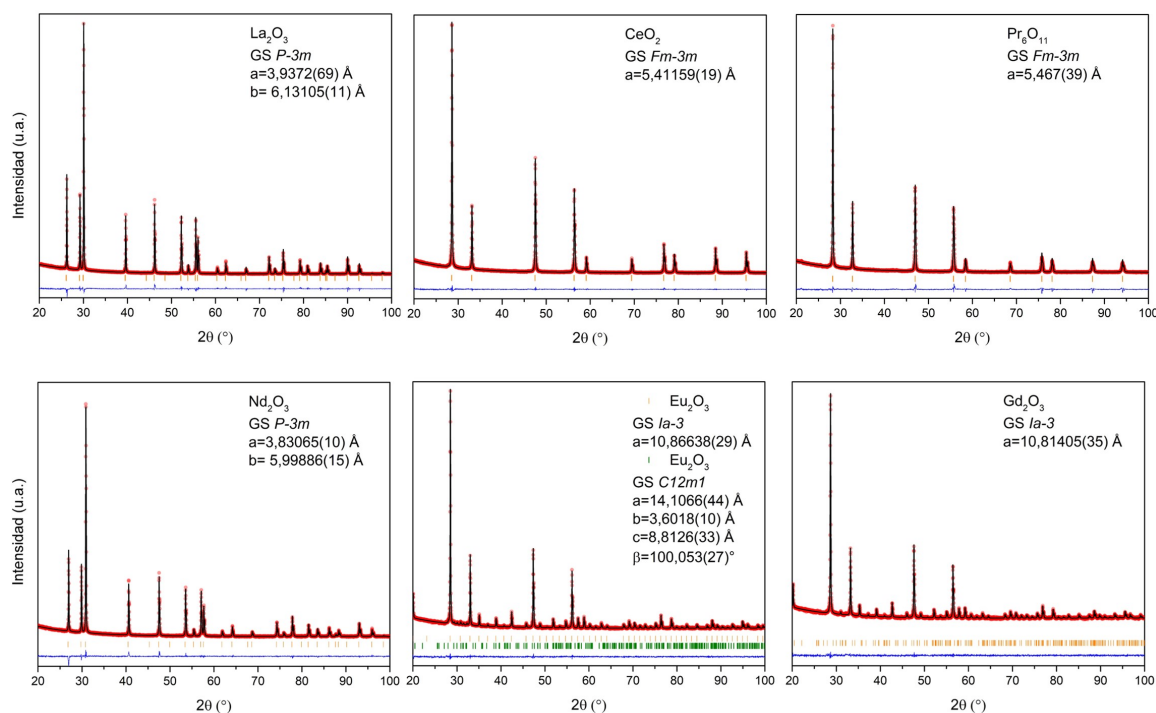 La₂O₃
GS P-3m
a=3,9372(69) Å
b= 6,13105(11) Å
Intensidad (u.a.)
20 30 40 50 60 70 80 90 100
2θ (°)
CeO₂
GS Fm-3m
a=5,41159(19) Å
20 30 40 50 60 70 80 90 100
2θ (°)
Pr₆O₁₁
GS Fm-3m
a=5,467(39) Å
20 30 40 50 60 70 80 90 100
2θ (°)
Nd₂O₃
GS P-3m
a=3,83065(10) Å
b= 5,99886(15) Å
Intensidad (u.a.)
20 30 40 50 60 70 80 90 100
2θ (°)
Eu₂O₃
GS Ia-3
a=10,86638(29) Å
Eu₂O₃
GS C12m1
a=14,1066(44) Å
b=3,6018(10) Å
c=8,8126(33) Å
β=100,053(27)°
20 30 40 50 60 70 80 90 100
2θ (°)
Gd₂O₃
GS Ia-3
a=10,81405(35) Å
20 30 40 50 60 70 80 90 100
2θ (°)